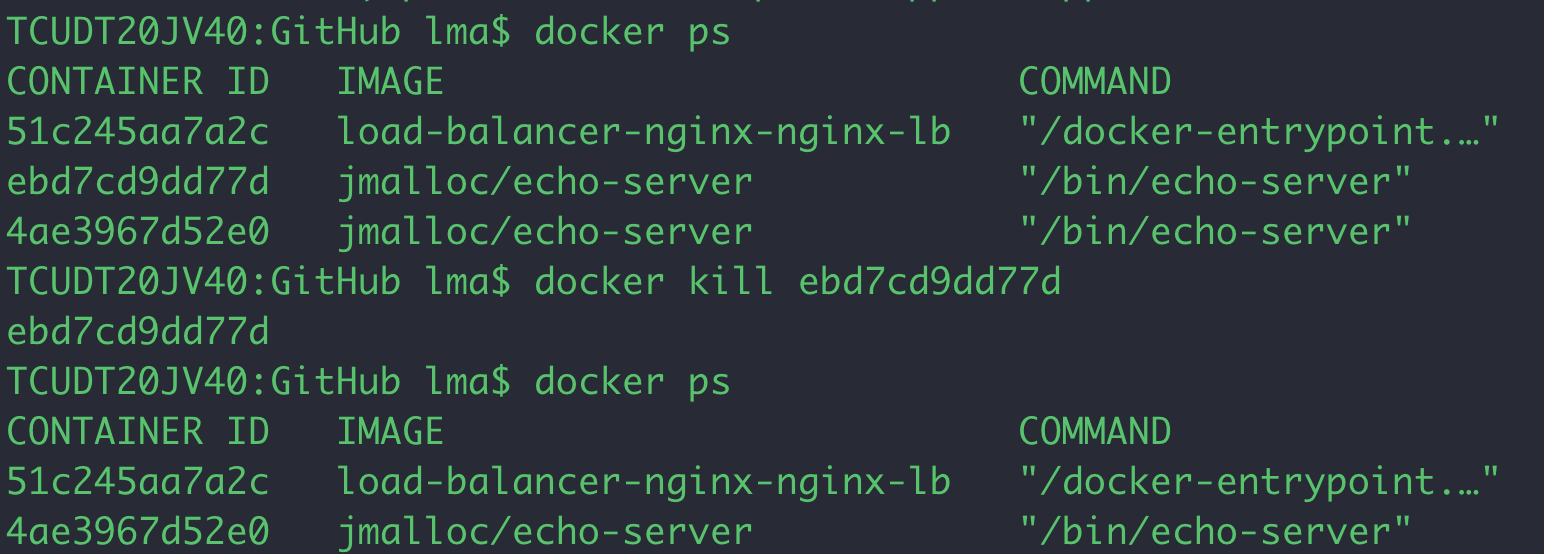 TCUDT20JV40:GitHub lma$ docker ps
CONTAINER ID   IMAGE                          COMMAND
51c245aa7a2c   load-balancer-nginx-nginx-lb   "/docker-entrypoint.…"
ebd7cd9dd77d   jmalloc/echo-server            "/bin/echo-server"
4ae3967d52e0   jmalloc/echo-server            "/bin/echo-server"
TCUDT20JV40:GitHub lma$ docker kill ebd7cd9dd77d
ebd7cd9dd77d
TCUDT20JV40:GitHub lma$ docker ps
CONTAINER ID   IMAGE                          COMMAND
51c245aa7a2c   load-balancer-nginx-nginx-lb   "/docker-entrypoint.…"
4ae3967d52e0   jmalloc/echo-server            "/bin/echo-server"